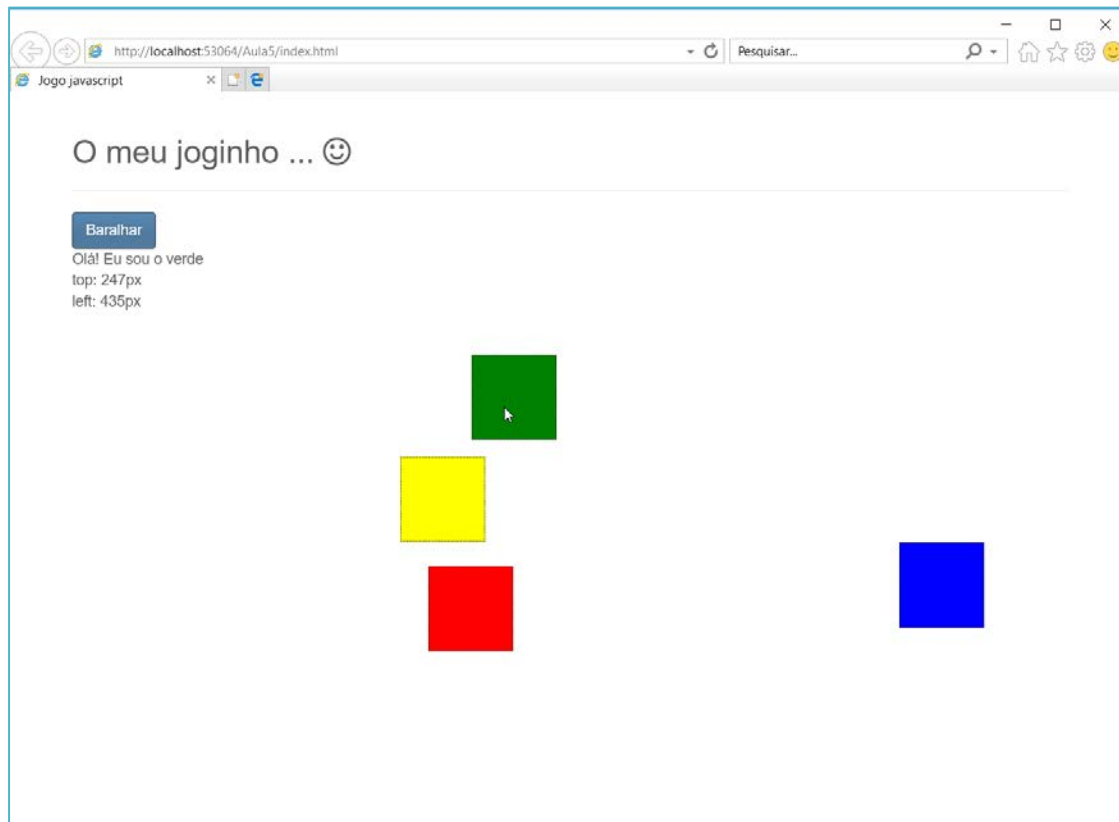 http://localhost:53064/Aula5/index.html
Pesquisar...
Jogo javascript
O meu joginho ...
Baralhar
Olá! Eu sou o verde
top: 247px
left: 435px